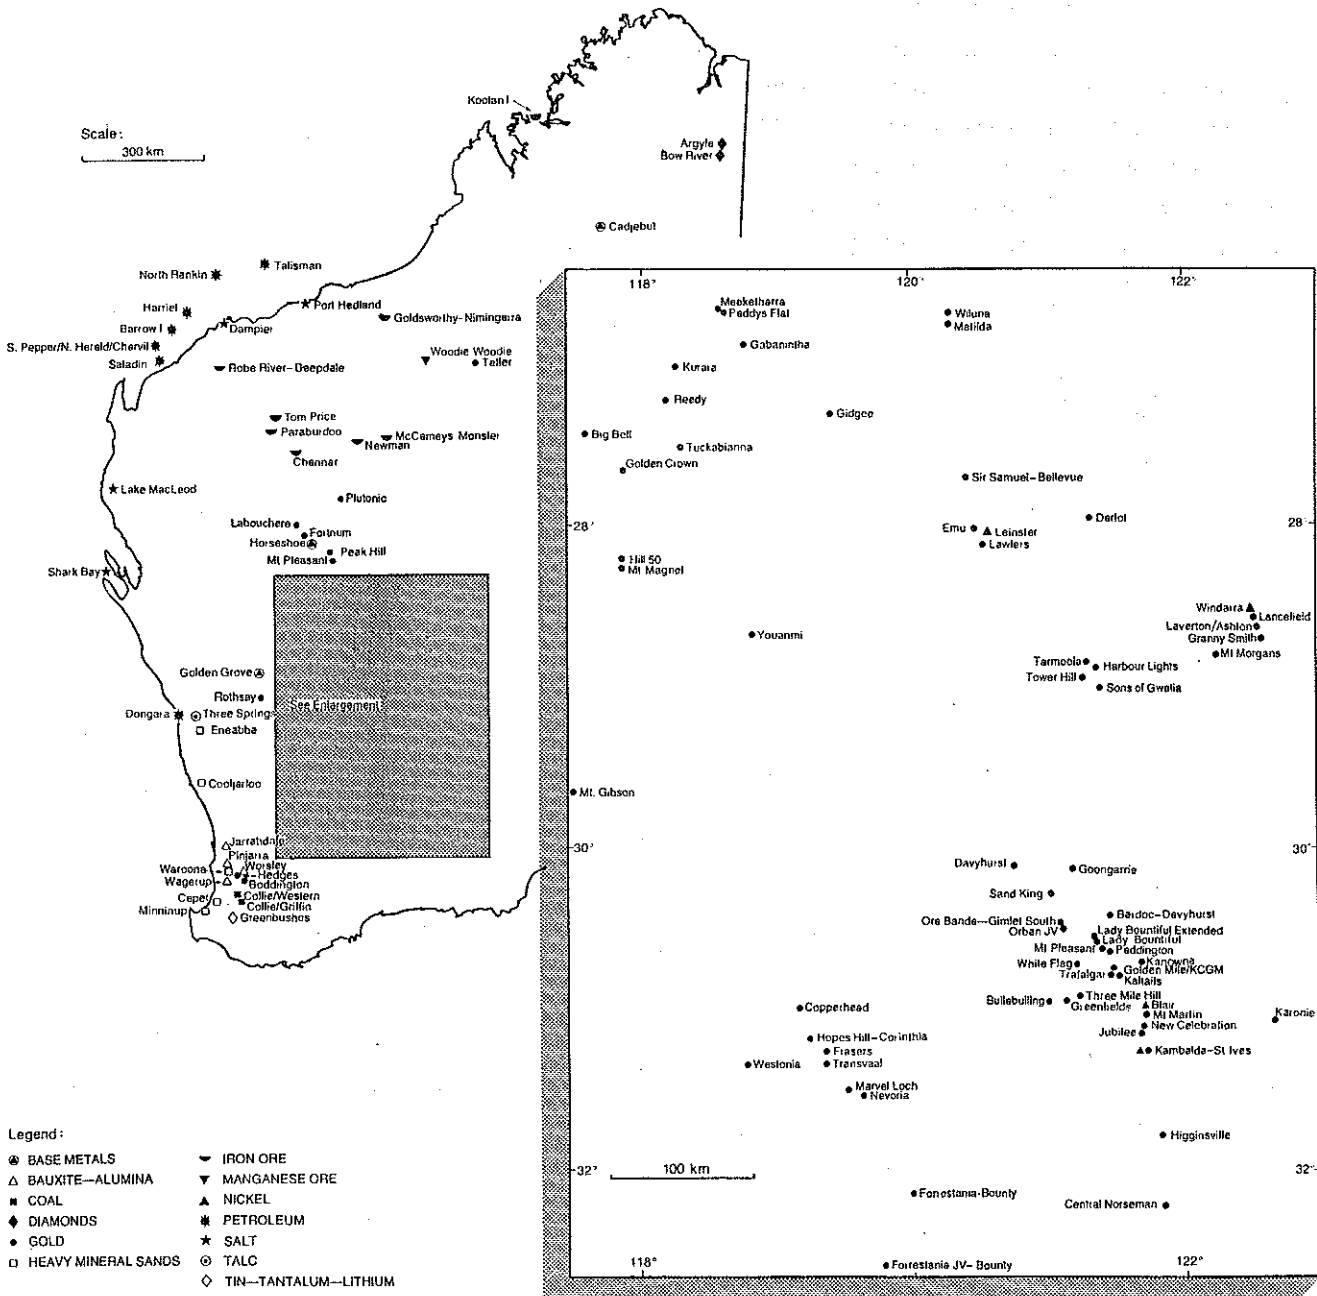 Koolan I
Scale:
300 km
Argyle
Bow River
Cadjebut
Talisman
North Rankin
Port Hedland
Harriet
Goldsworthy-Nimingarra
Barrow I
Dampier
S. Pepper/N. Herald/Chervil
Woodie Woodie
Saladin
Telfer
Robe River-Deepdale
Tom Price
Paraburdoo
McCameys Monster
Newman
Channar
Lake MacLeod
Plutonic
Labouchere
Fortnum
Horseshoe
Peak Hill
Mt Pleasant
Shark Bay
Golden Grove
Rothsay
See Enlargement
Dongara
Three Springs
Eneabba
Cooljarloo
Jarrahdale
Pinjarra
Waroona
Worsley
Hedges
Wagerup
Boddington
Collie/Western
Capel
Collie/Griffin
Minninup
Greenbushes
118°
120°
122°
Meekatharra
Paddys Flat
Wiluna
Matilda
Gabanintha
Kurara
Reedy
Gidgee
Big Bell
Tuckabianna
Golden Crown
Sir Samuel-Bellevue
Darlot
28°
Emu
Leinster
28°
Lawlers
Hill 50
Mt Magnet
Windarra
Lancefield
Laverton/Ashton
Youanmi
Granny Smith
Mt Morgans
Tarmoola
Harbour Lights
Tower Hill
Sons of Gwalia
Mt. Gibson
30°
30°
Davyhurst
Goongarrie
Sand King
Bardoc-Davyhurst
Ora Banda-Gimlet South
Orban JV
Lady Bountiful Extended
Lady Bountiful
Mt Pleasant
Paddington
White Flag
Kanowna
Golden Mile/KCGM
Trafalgar
Kaltails
Three Mile Hill
Bullabulling
Greenfields
Blair
Copperhead
Mt Martin
Karonie
New Celebration
Jubilee
Hopes Hill-Corinthia
Frasers
Kambalda-St Ives
Westonia
Transvaal
Marvel Loch
Nevoria
Higginsville
32°
100 km
32°
Forrestania-Bounty
Central Norseman
Forrestania JV-Bounty
118°
122°
Legend:
BASE METALS
BAUXITE—ALUMINA
COAL
DIAMONDS
GOLD
HEAVY MINERAL SANDS
IRON ORE
MANGANESE ORE
NICKEL
PETROLEUM
SALT
TALC
TIN—TANTALUM—LITHIUM